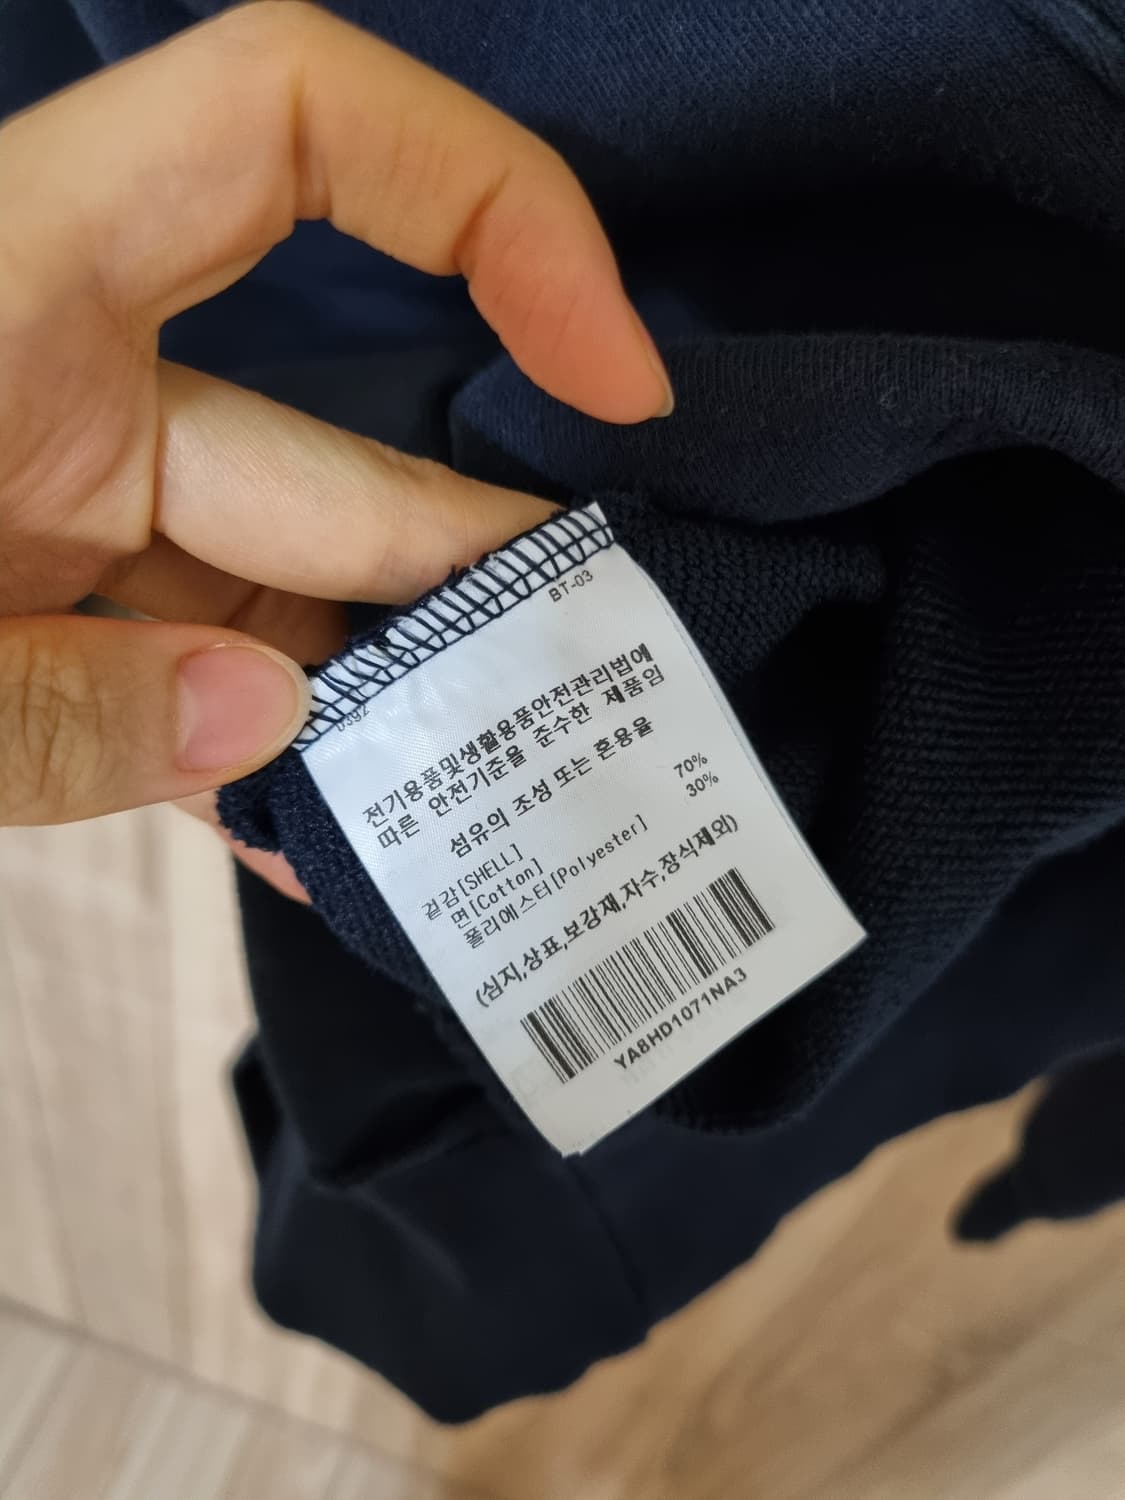 BT-03
0392
전기용품및생활용품안전관리법에
따른 안전기준을 준수한 제품임
섬유의 조성 또는 혼용율
겉감[SHELL]
면[Cotton] 70%
폴리에스터[Polyester] 30%
(심지,상표,보강재,자수,장식제외)
YA8HD1071NA3